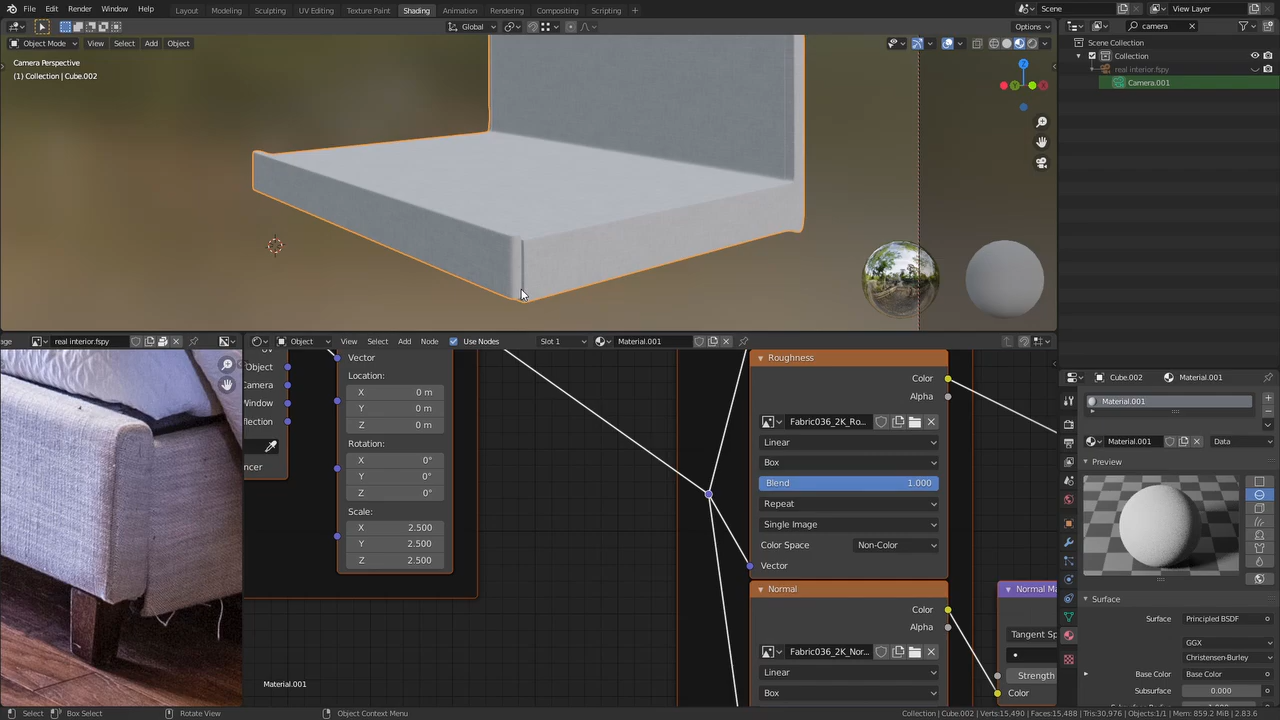 File Edit Render Window Help Layout Modeling Sculpting UV Editing Texture Paint Shading Animation Rendering Compositing Scripting + Scene View Layer
Global Options camera
Object Mode View Select Add Object Scene Collection
Camera Perspective Collection
(1) Collection | Cube.002 real interior.fspy
Camera.001
Z
Y X
real interior.fspy Object View Select Add Node Use Nodes Slot 1 Material.001
Vector Roughness
Object Location: Color Cube.002 Material.001
Camera X 0 m Alpha Material.001
Window Y 0 m Fabric036_2K_Ro...
flection Z 0 m Linear Material.001 Data
Rotation: Box Preview
ncer X 0° Blend 1.000
Y 0° Repeat
Z 0° Single Image
Scale: Color Space Non-Color
X 2.500 Vector
Y 2.500
Z 2.500
Normal Normal Ma Surface
Color Surface Principled BSDF
Alpha Tangent Sp GGX
Fabric036_2K_Nor... Christensen-Burley
Linear Strength Base Color Base Color
Material.001 Box Color Subsurface 0.000
Select Box Select Rotate View Object Context Menu Collection | Cube.002 | Verts:15,490 | Faces:15,488 | Tris:30,976 | Objects:1/1 | Mem: 859.2 MiB | 2.83.6